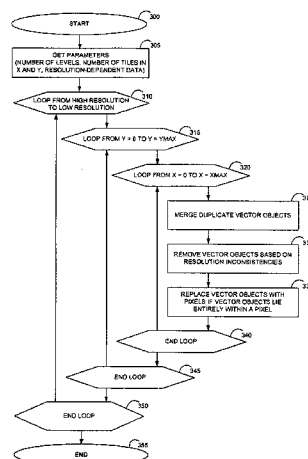 300
START
305
GET PARAMETERS
(NUMBER OF LEVELS, NUMBER OF TILES IN
X AND Y, RESOLUTION-DEPENDENT DATA)
310
LOOP FROM HIGH RESOLUTION
TO LOW RESOLUTION
315
LOOP FROM Y = 0 TO Y = YMAX
320
LOOP FROM X = 0 TO X = XMAX
MERGE DUPLICATE VECTOR OBJECTS
REMOVE VECTOR OBJECTS BASED ON
RESOLUTION INCONSISTENCIES
REPLACE VECTOR OBJECTS WITH
PIXELS IF VECTOR OBJECTS LIE
ENTIRELY WITHIN A PIXEL
340
END LOOP
345
END LOOP
350
END LOOP
355
END